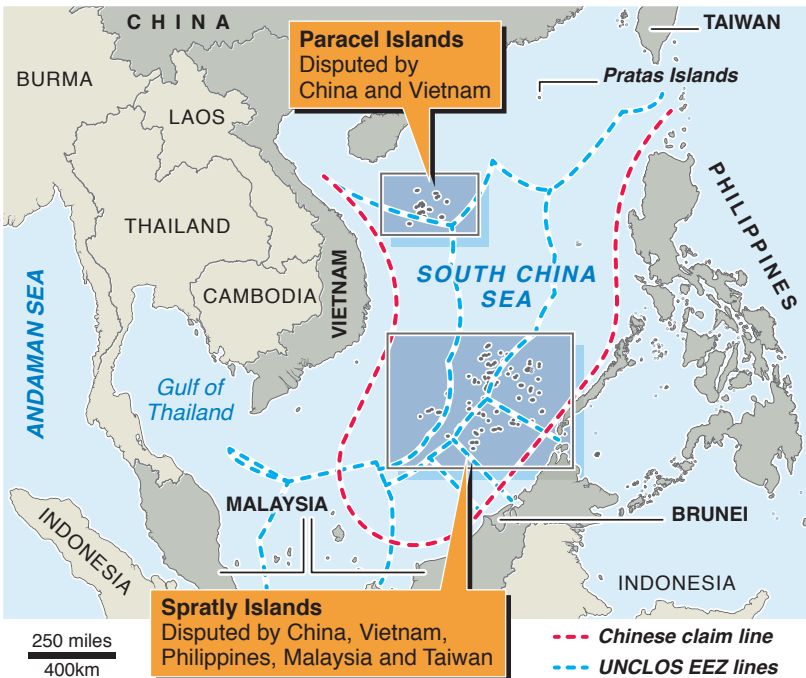 CHINA
TAIWAN
Paracel Islands
Disputed by
China and Vietnam
BURMA
Pratas Islands
LAOS
PHILIPPINES
THAILAND
VIETNAM
SOUTH CHINA
SEA
CAMBODIA
ANDAMAN SEA
Gulf of
Thailand
MALAYSIA
BRUNEI
INDONESIA
INDONESIA
Spratly Islands
Disputed by China, Vietnam,
Philippines, Malaysia and Taiwan
250 miles
400km
Chinese claim line
UNCLOS EEZ lines